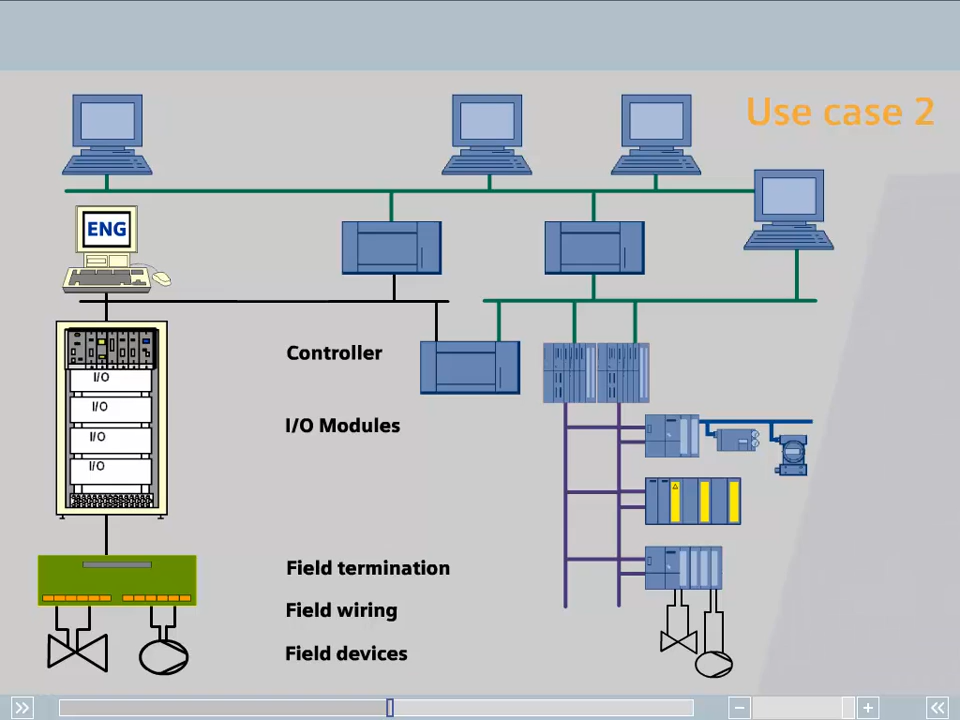 Use case 2
ENG
Controller
I/O
I/O
I/O Modules
I/O
I/O
Field termination
Field wiring
Field devices